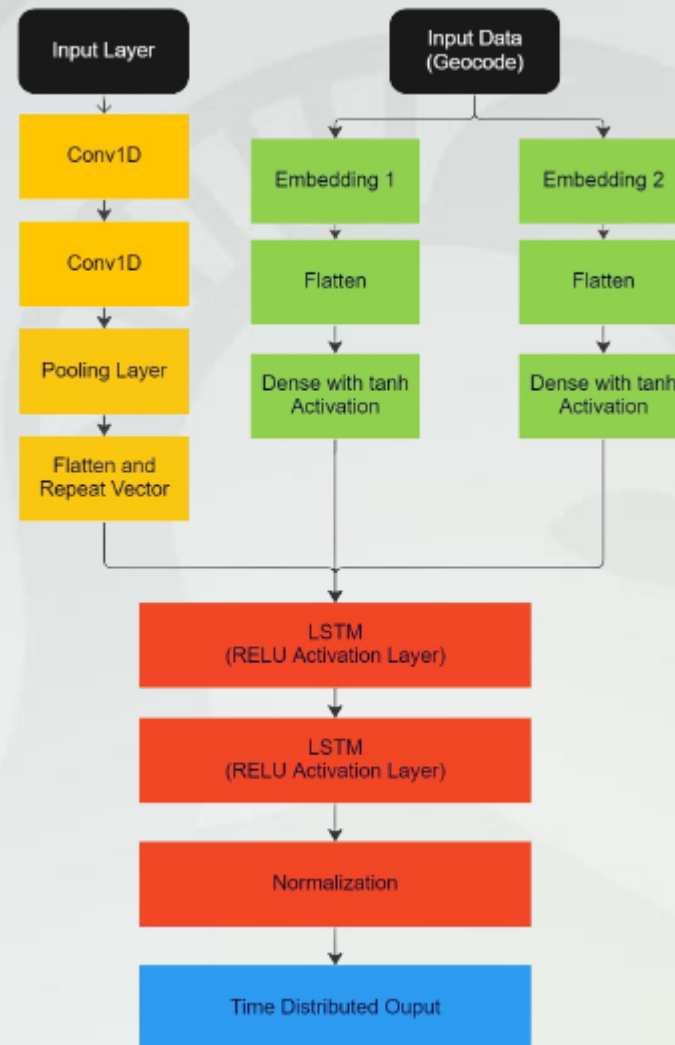 Input Layer
Input Data
(Geocode)
Conv1D
Embedding 1
Embedding 2
Conv1D
Flatten
Flatten
Pooling Layer
Dense with tanh
Activation
Dense with tanh
Activation
Flatten and
Repeat Vector
LSTM
(RELU Activation Layer)
LSTM
(RELU Activation Layer)
Normalization
Time Distributed Ouput